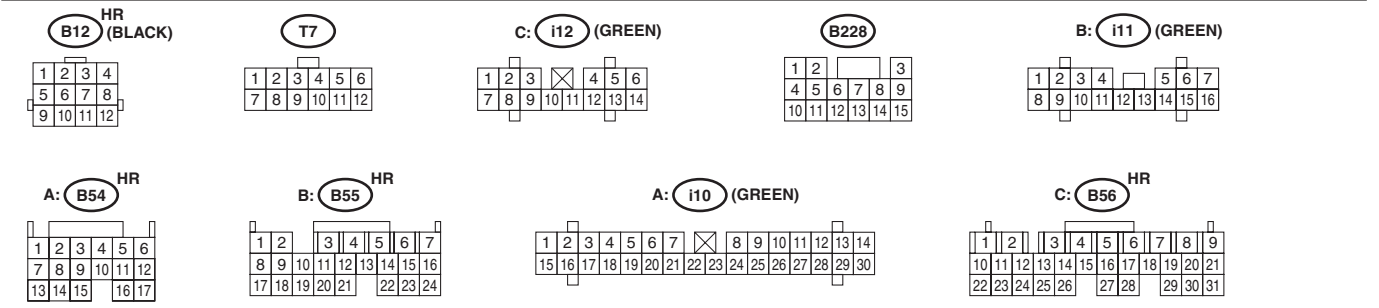 HR
B12 (BLACK)
1 2 3 4
5 6 7 8
9 10 11 12
T7
1 2 3 4 5 6
7 8 9 10 11 12
C: i12 (GREEN)
1 2 3 4 5 6
7 8 9 10 11 12 13 14
B228
1 2 3
4 5 6 7 8 9
10 11 12 13 14 15
B: i11 (GREEN)
1 2 3 4 5 6 7
8 9 10 11 12 13 14 15 16
A: B54 HR
1 2 3 4 5 6
7 8 9 10 11 12
13 14 15 16 17
B: B55 HR
1 2 3 4 5 6 7
8 9 10 11 12 13 14 15 16
17 18 19 20 21 22 23 24
A: i10 (GREEN)
1 2 3 4 5 6 7 8 9 10 11 12 13 14
15 16 17 18 19 20 21 22 23 24 25 26 27 28 29 30
C: B56 HR
1 2 3 4 5 6 7 8 9
10 11 12 13 14 15 16 17 18 19 20 21
22 23 24 25 26 27 28 29 30 31